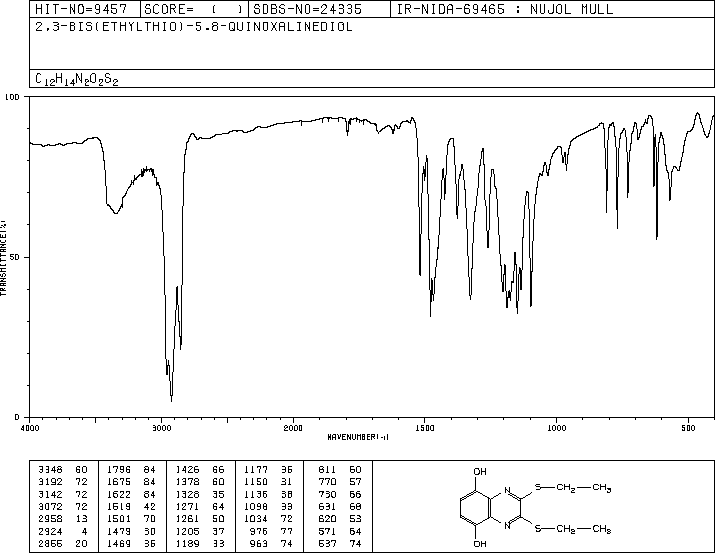 HIT-NO=9457 SCORE= ( ) SDBS-NO=24335 IR-NIDA-69465 : NUJOL MULL
2,3-BIS(ETHYLTHIO)-5,8-QUINOXALINEDIOL
C12H14N2O2S2
100
50
0
TRANSMITTANCE(%)
4000 3000 2000 1500 1000 500
WAVENUMBER(-1)
3348 60 1796 84 1426 66 1177 35 811 60
3192 72 1675 84 1378 60 1150 31 770 57
3142 72 1622 84 1328 35 1136 38 730 66
3072 72 1519 42 1271 64 1098 33 631 68
2958 13 1501 70 1261 50 1034 72 620 53
2924 4 1479 30 1205 37 976 77 571 64
2855 20 1469 35 1189 33 963 74 537 74
OH
N S—CH2—CH3
N S—CH2—CH3
OH